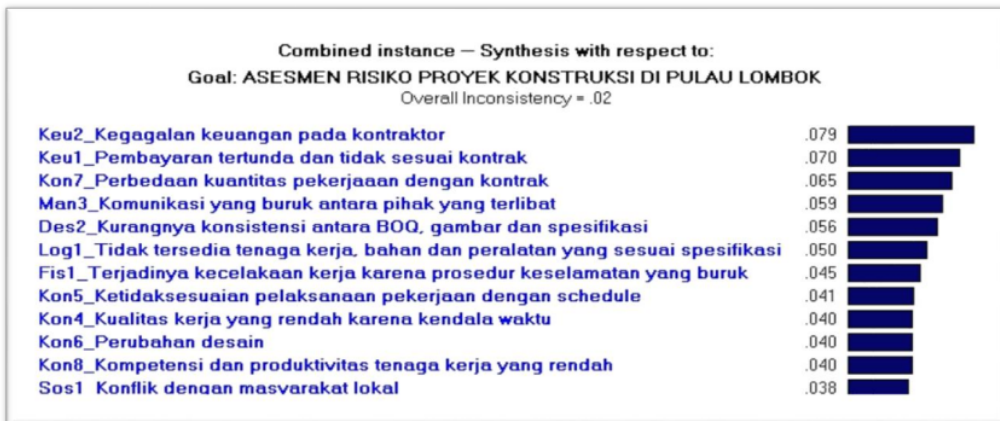 Combined instance – Synthesis with respect to:
Goal: ASESMEN RISIKO PROYEK KONSTRUKSI DI PULAU LOMBOK
Overall Inconsistency = .02
Keu2_Kegagalan keuangan pada kontraktor .079
Keu1_Pembayaran tertunda dan tidak sesuai kontrak .070
Kon7_Perbedaan kuantitas pekerjaaan dengan kontrak .065
Man3_Komunikasi yang buruk antara pihak yang terlibat .059
Des2_Kurangnya konsistensi antara BOQ, gambar dan spesifikasi .056
Log1_Tidak tersedia tenaga kerja, bahan dan peralatan yang sesuai spesifikasi .050
Fis1_Terjadinya kecelakaan kerja karena prosedur keselamatan yang buruk .045
Kon5_Ketidaksesuaian pelaksanaan pekerjaan dengan schedule .041
Kon4_Kualitas kerja yang rendah karena kendala waktu .040
Kon6_Perubahan desain .040
Kon8_Kompetensi dan produktivitas tenaga kerja yang rendah .040
Sos1_Konflik dengan masyarakat lokal .038